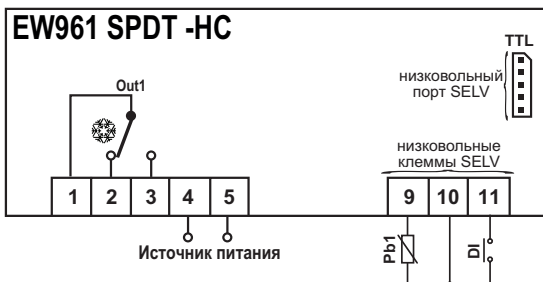 EW961 SPDT -HC
TTL
Out1
низковольный
порт SELV
низковольные
клеммы SELV
1 2 3 4 5
9 10 11
Источник питания
Pb1
DI